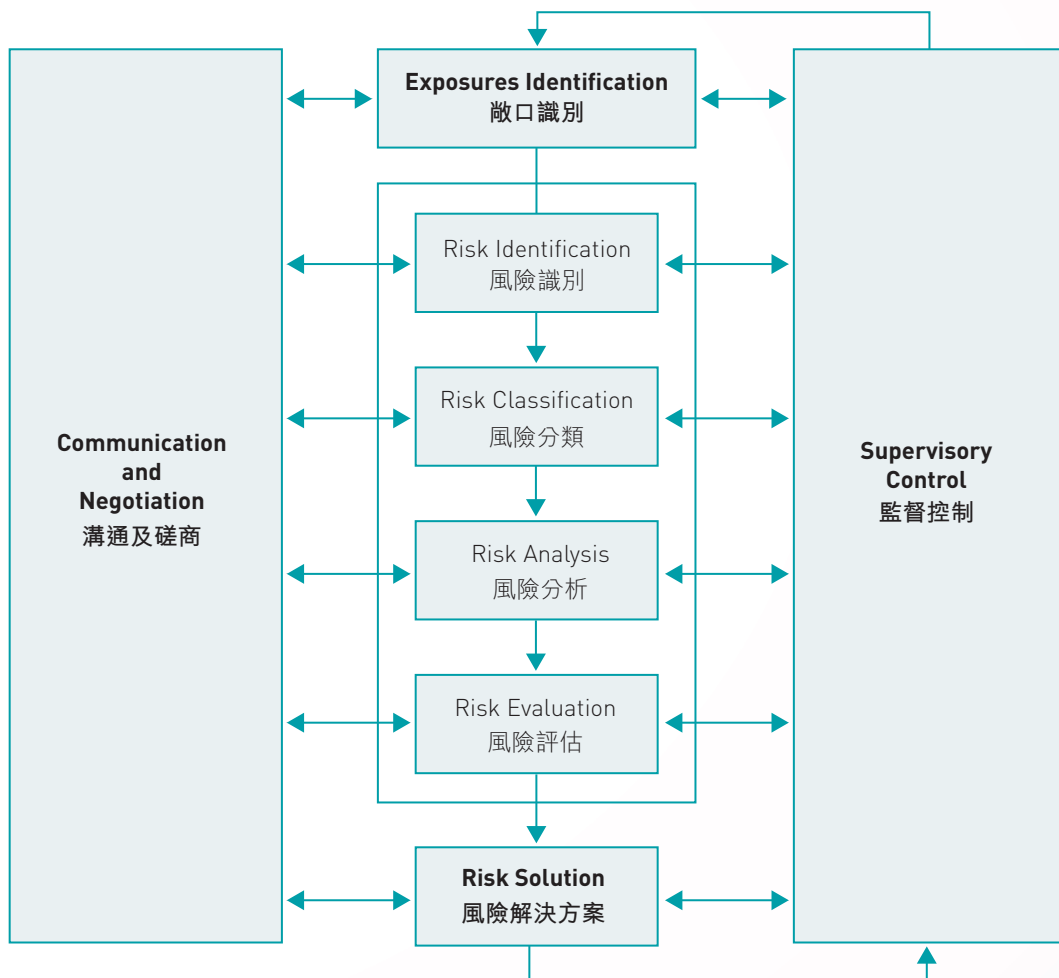 Exposures Identification
敞口識別
Risk Identification
風險識別
Risk Classification
風險分類
Communication
and
Negotiation
溝通及磋商
Supervisory
Control
監督控制
Risk Analysis
風險分析
Risk Evaluation
風險評估
Risk Solution
風險解決方案